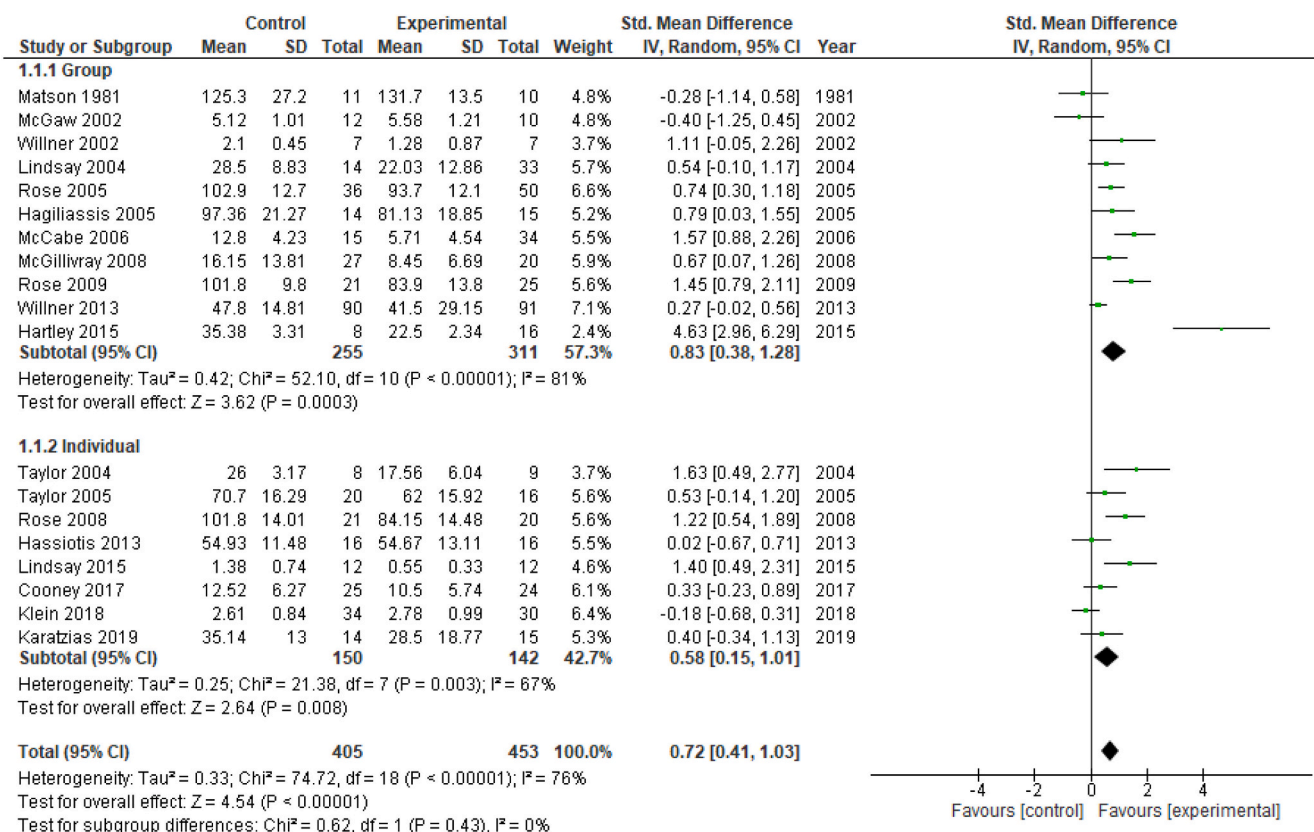 Control Experimental Std. Mean Difference Std. Mean Difference
Study or Subgroup Mean SD Total Mean SD Total Weight IV, Random, 95% CI Year IV, Random, 95% CI
1.1.1 Group
Matson 1981 125.3 27.2 11 131.7 13.5 10 4.8% -0.28 [-1.14, 0.58] 1981
McGaw 2002 5.12 1.01 12 5.58 1.21 10 4.8% -0.40 [-1.25, 0.45] 2002
Willner 2002 2.1 0.45 7 1.28 0.87 7 3.7% 1.11 [-0.05, 2.26] 2002
Lindsay 2004 28.5 8.83 14 22.03 12.86 33 5.7% 0.54 [-0.10, 1.17] 2004
Rose 2005 102.9 12.7 36 93.7 12.1 50 6.6% 0.74 [0.30, 1.18] 2005
Hagiliassis 2005 97.36 21.27 14 81.13 18.85 15 5.2% 0.79 [0.03, 1.55] 2005
McCabe 2006 12.8 4.23 15 5.71 4.54 34 5.5% 1.57 [0.88, 2.26] 2006
McGillivray 2008 16.15 13.81 27 8.45 6.69 20 5.9% 0.67 [0.07, 1.26] 2008
Rose 2009 101.8 9.8 21 83.9 13.8 25 5.6% 1.45 [0.79, 2.11] 2009
Willner 2013 47.8 14.81 90 41.5 29.15 91 7.1% 0.27 [-0.02, 0.56] 2013
Hartley 2015 35.38 3.31 8 22.5 2.34 16 2.4% 4.63 [2.96, 6.29] 2015
Subtotal (95% CI) 255 311 57.3% 0.83 [0.38, 1.28]
Heterogeneity: Tau² = 0.42; Chi² = 52.10, df = 10 (P < 0.00001); I² = 81%
Test for overall effect: Z = 3.62 (P = 0.0003)
1.1.2 Individual
Taylor 2004 26 3.17 8 17.56 6.04 9 3.7% 1.63 [0.49, 2.77] 2004
Taylor 2005 70.7 16.29 20 62 15.92 16 5.6% 0.53 [-0.14, 1.20] 2005
Rose 2008 101.8 14.01 21 84.15 14.48 20 5.6% 1.22 [0.54, 1.89] 2008
Hassiotis 2013 54.93 11.48 16 54.67 13.11 16 5.5% 0.02 [-0.67, 0.71] 2013
Lindsay 2015 1.38 0.74 12 0.55 0.33 12 4.6% 1.40 [0.49, 2.31] 2015
Cooney 2017 12.52 6.27 25 10.5 5.74 24 6.1% 0.33 [-0.23, 0.89] 2017
Klein 2018 2.61 0.84 34 2.78 0.99 30 6.4% -0.18 [-0.68, 0.31] 2018
Karatzias 2019 35.14 13 14 28.5 18.77 15 5.3% 0.40 [-0.34, 1.13] 2019
Subtotal (95% CI) 150 142 42.7% 0.58 [0.15, 1.01]
Heterogeneity: Tau² = 0.25; Chi² = 21.38, df = 7 (P = 0.003); I² = 67%
Test for overall effect: Z = 2.64 (P = 0.008)
Total (95% CI) 405 453 100.0% 0.72 [0.41, 1.03]
Heterogeneity: Tau² = 0.33; Chi² = 74.72, df = 18 (P < 0.00001); I² = 76%
Test for overall effect: Z = 4.54 (P < 0.00001)
Test for subgroup differences: Chi² = 0.62, df = 1 (P = 0.43), I² = 0%
-4 -2 0 2 4
Favours [control] Favours [experimental]